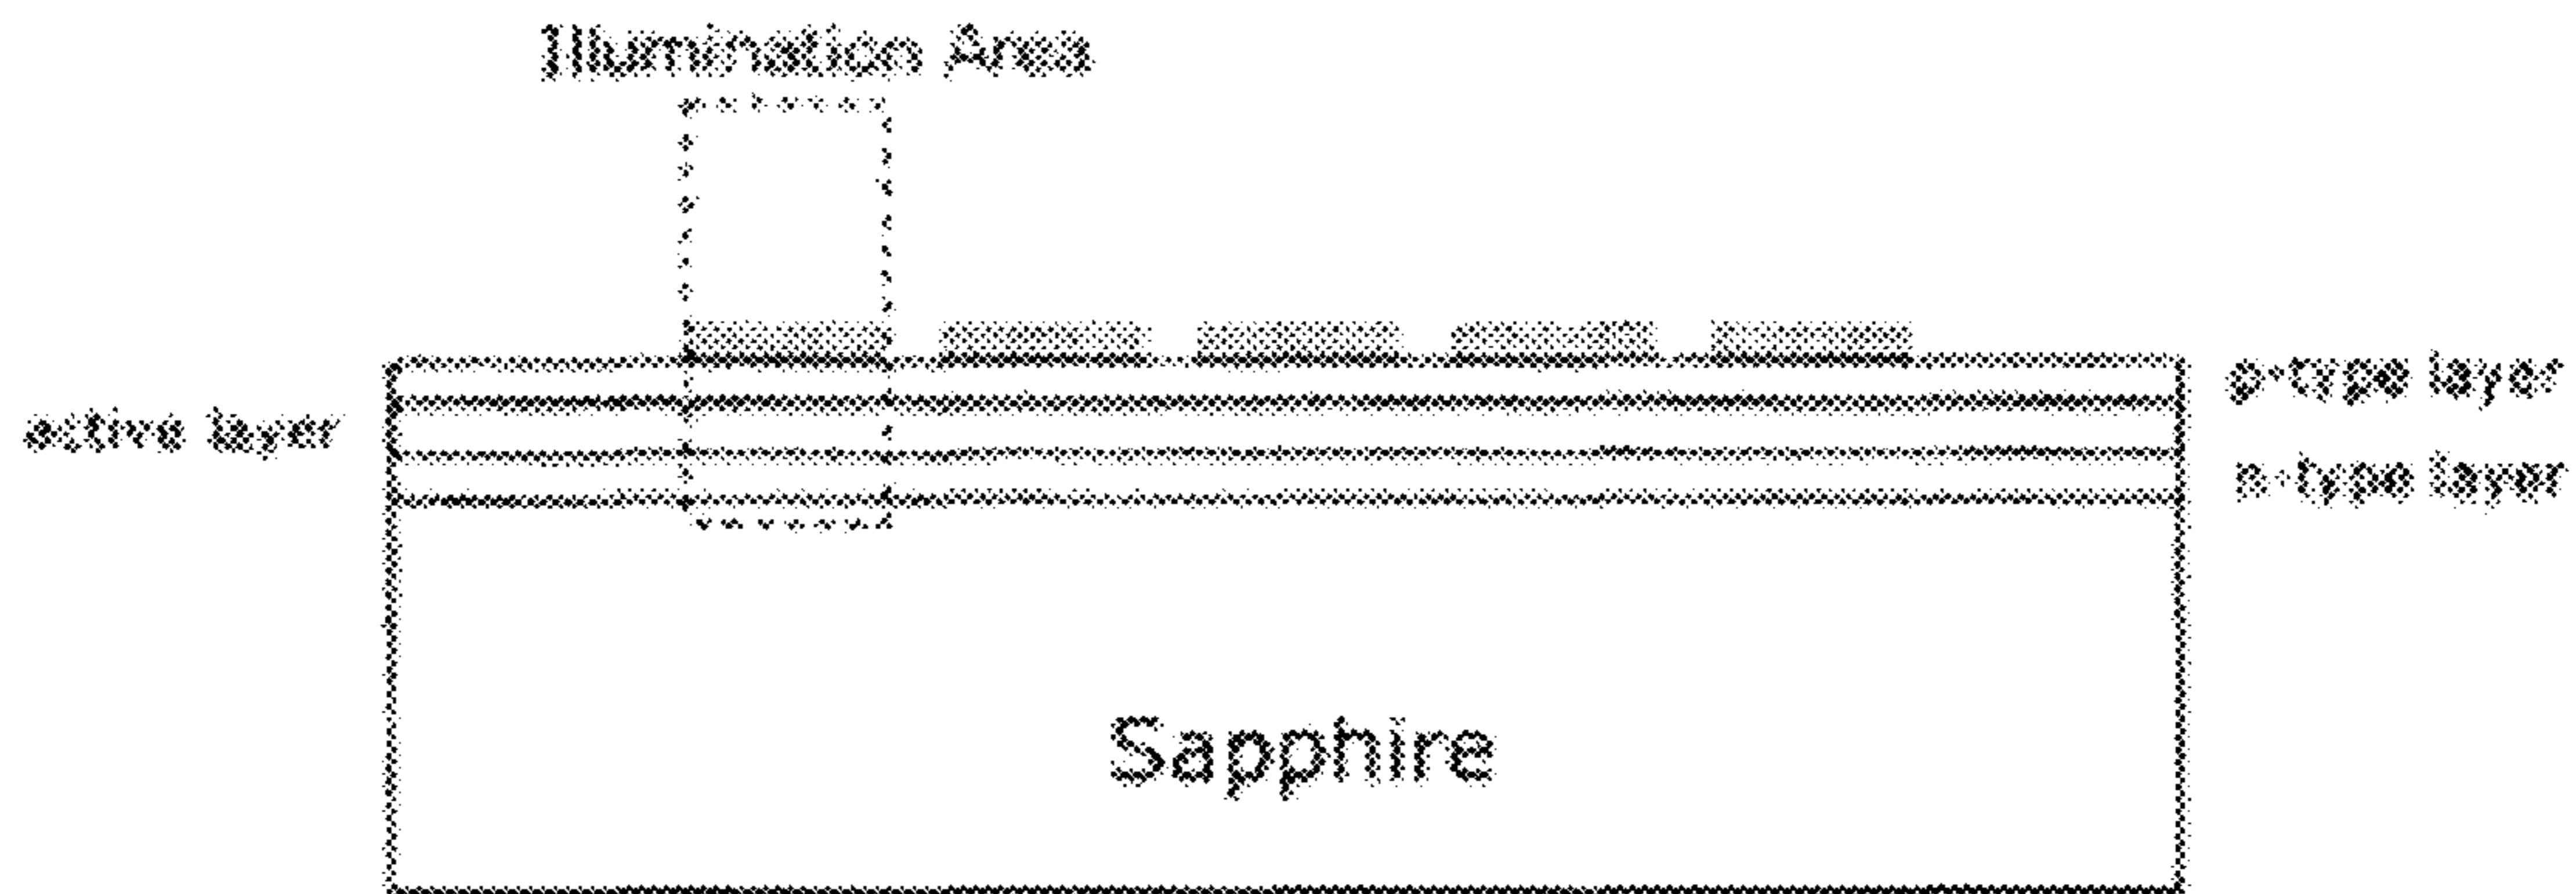 Illumination Area
p-type layer
active layer
n-type layer
Sapphire